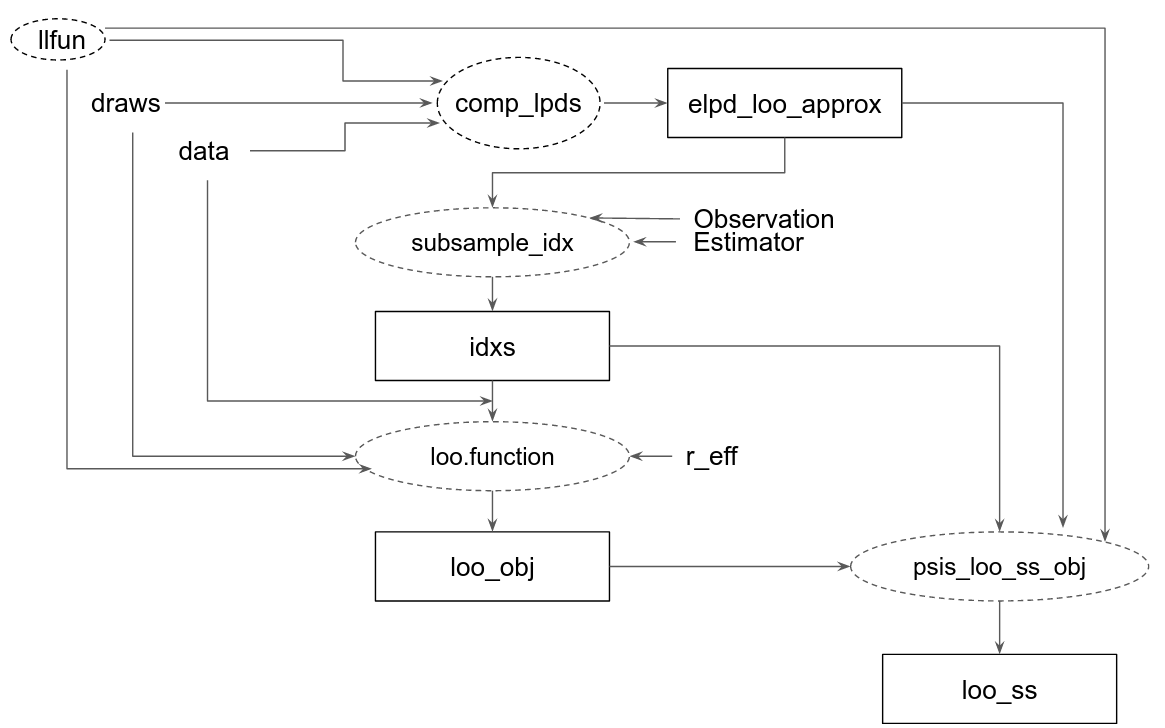 llfun
draws
comp_lpds
elpd_loo_approx
data
Observation
subsample_idx
Estimator
idxs
loo.function
r_eff
loo_obj
psis_loo_ss_obj
loo_ss